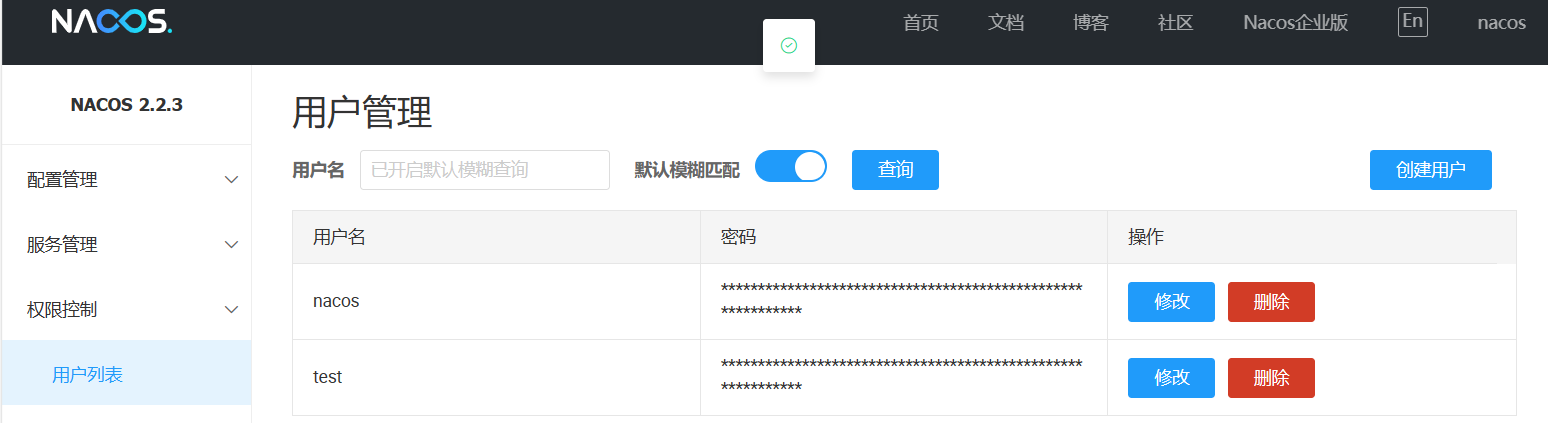 NACOS.
首页 文档 博客 社区 Nacos企业版 En nacos
NACOS 2.2.3
配置管理
服务管理
权限控制
用户列表
用户管理
用户名 已开启默认模糊查询 默认模糊匹配 查询 创建用户
用户名 密码 操作
nacos *************************************************
*********** 修改 删除
test *************************************************
*********** 修改 删除